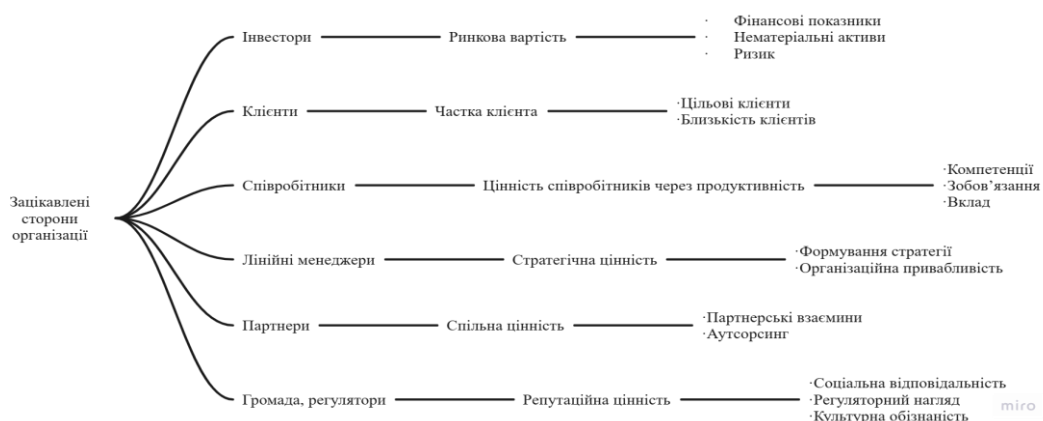 Зацікавлені
сторони
організації
Інвестори
Ринкова вартість
· Фінансові показники
· Нематеріальні активи
· Ризик
Клієнти
Частка клієнта
·Цільові клієнти
·Близькість клієнтів
Співробітники
Цінність співробітників через продуктивність
·Компетенції
·Зобов’язання
·Вклад
Лінійні менеджери
Стратегічна цінність
·Формування стратегії
·Організаційна привабливість
Партнери
Спільна цінність
·Партнерські взаємини
·Аутсорсинг
Громада, регулятори
Репутаційна цінність
·Соціальна відповідальність
·Регуляторний нагляд
·Культурна обізнаність
miro